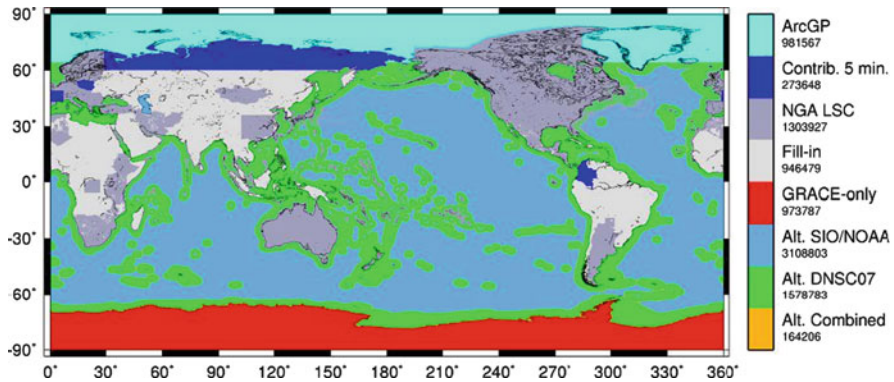 90°
60°
30°
0°
-30°
-60°
-90°
0° 30° 60° 90° 120° 150° 180° 210° 240° 270° 300° 330° 360°
ArcGP
981567
Contrib. 5 min.
273648
NGA LSC
1303927
Fill-in
946479
GRACE-only
973787
Alt. SIO/NOAA
3108803
Alt. DNSC07
1578783
Alt. Combined
164206